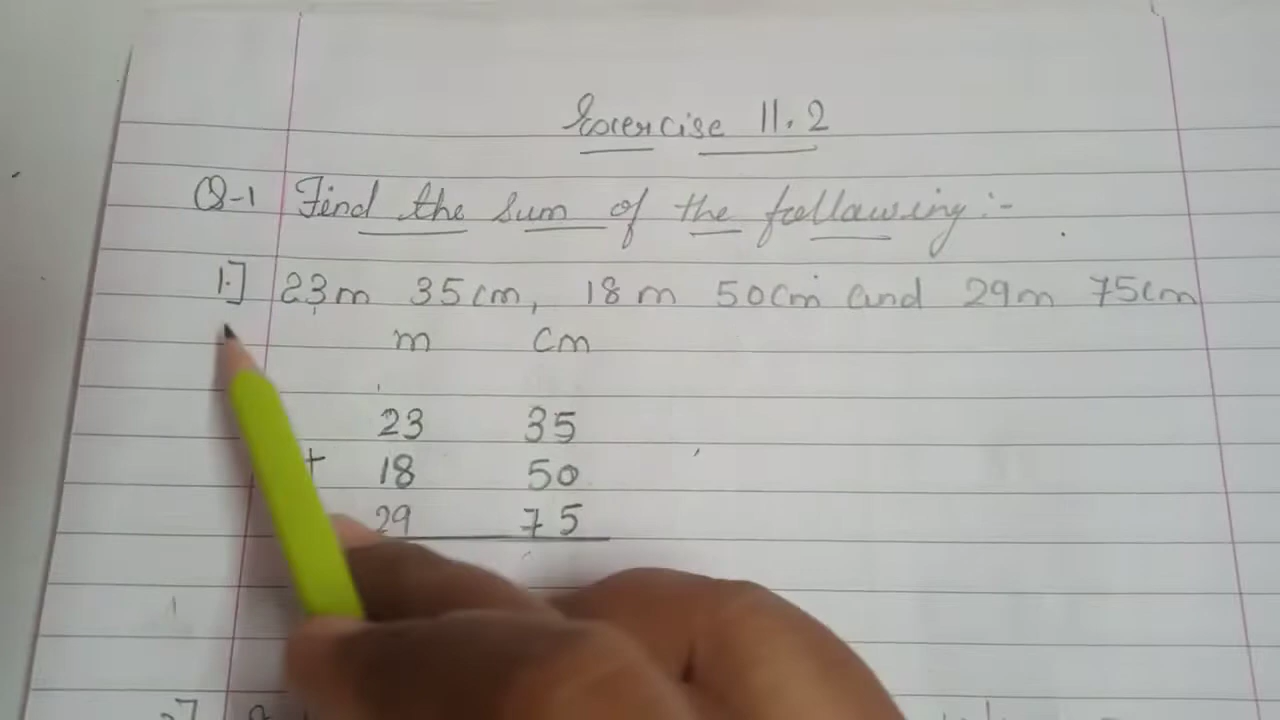 Exercise 11.2
Q-1 Find the sum of the following :-
1.] 23m 35cm, 18m 50cm and 29m 75cm
m cm
23 35
+ 18 50
29 75